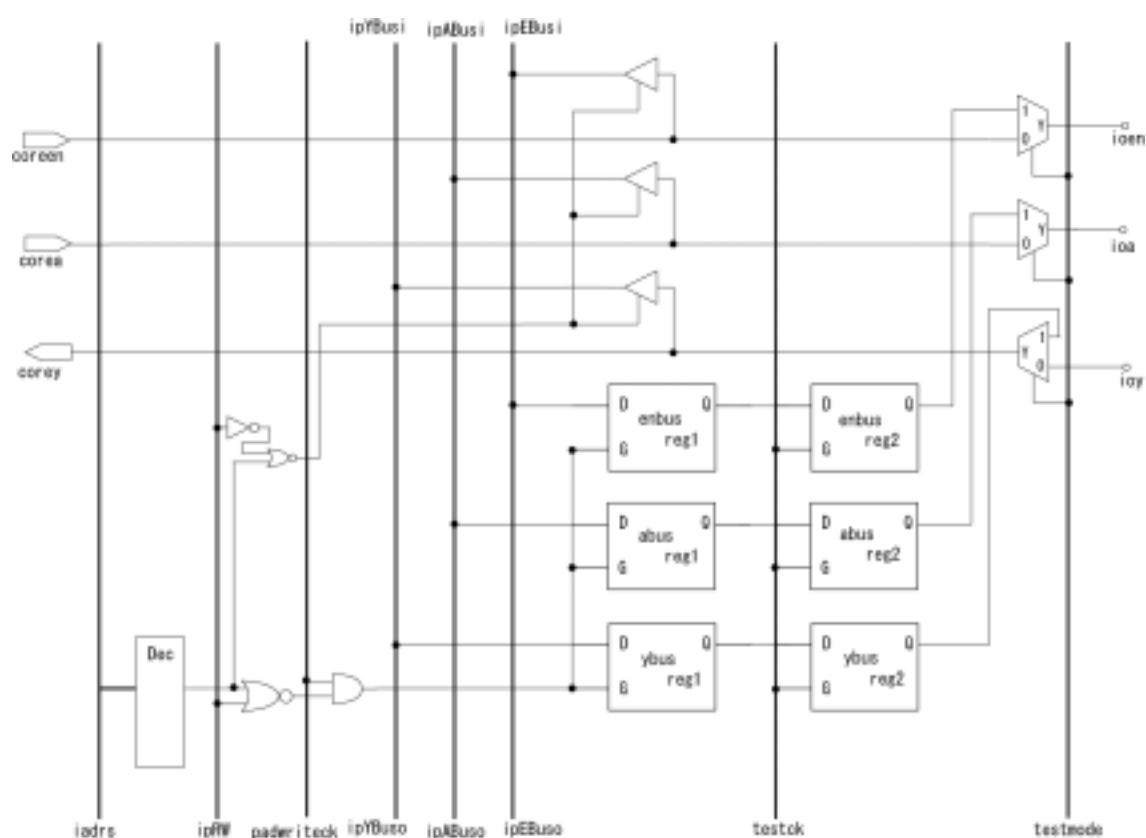 ipYBusi ipABusi ipEBusi
coreen
1
Y
0
ioen
corea
1
Y
0
ioa
corey
1
Y
0
ioy
D Q
enbus
reg1
G
D Q
enbus
reg2
G
D Q
abus
reg1
G
D Q
abus
reg2
G
Dec
D Q
ybus
reg1
G
D Q
ybus
reg2
G
iadrs ipRW padwriteck ipYBuso ipABuso ipEBuso testck testmode